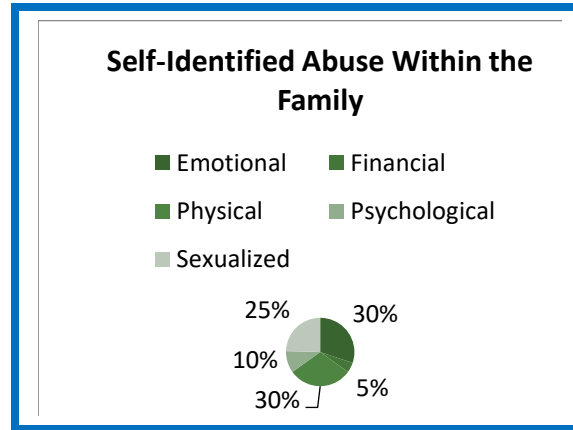 Self-Identified Abuse Within the
Family
Emotional Financial
Physical Psychological
Sexualized
25% 30%
10% 5%
30%